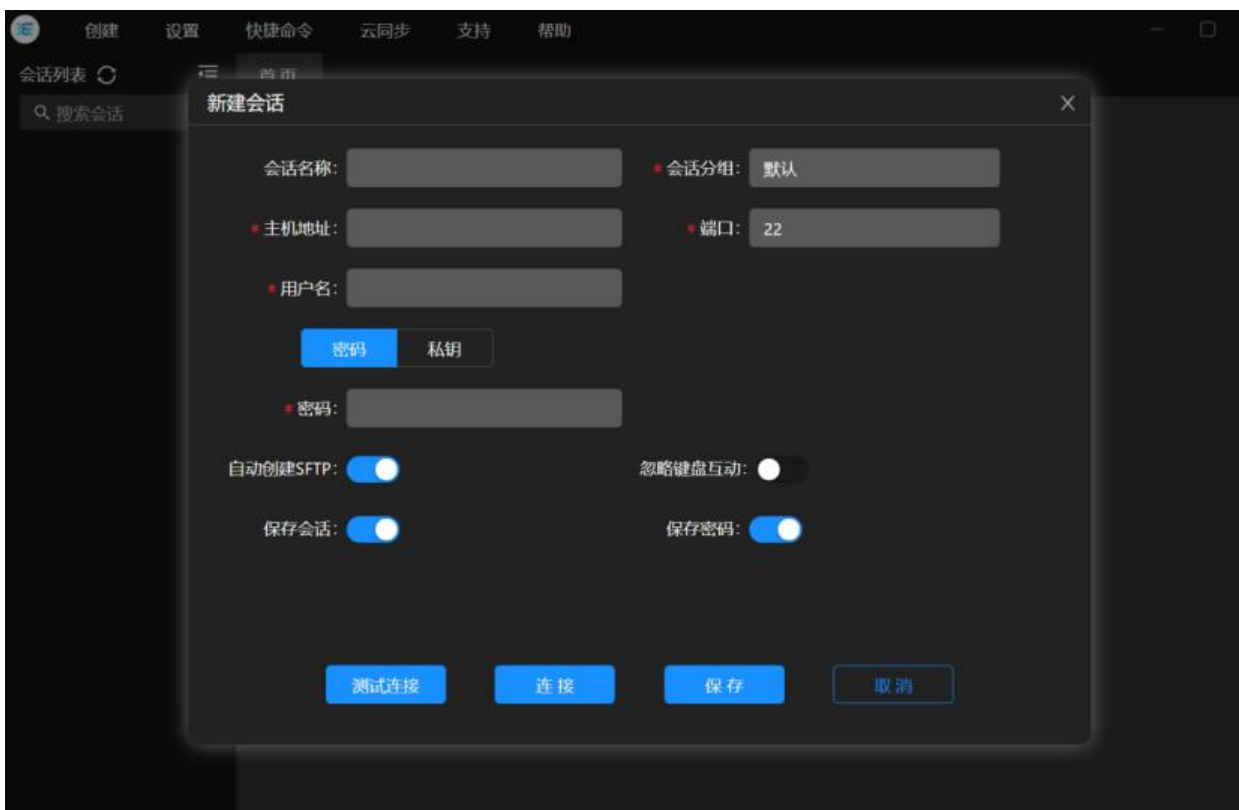 创建 设置 快捷命令 云同步 支持 帮助
会话列表 首页
搜索会话
新建会话
会话名称: * 会话分组: 默认
* 主机地址: * 端口: 22
* 用户名:
密码 私钥
* 密码:
自动创建SFTP: 忽略键盘互动:
保存会话: 保存密码:
测试连接 连接 保存 取消